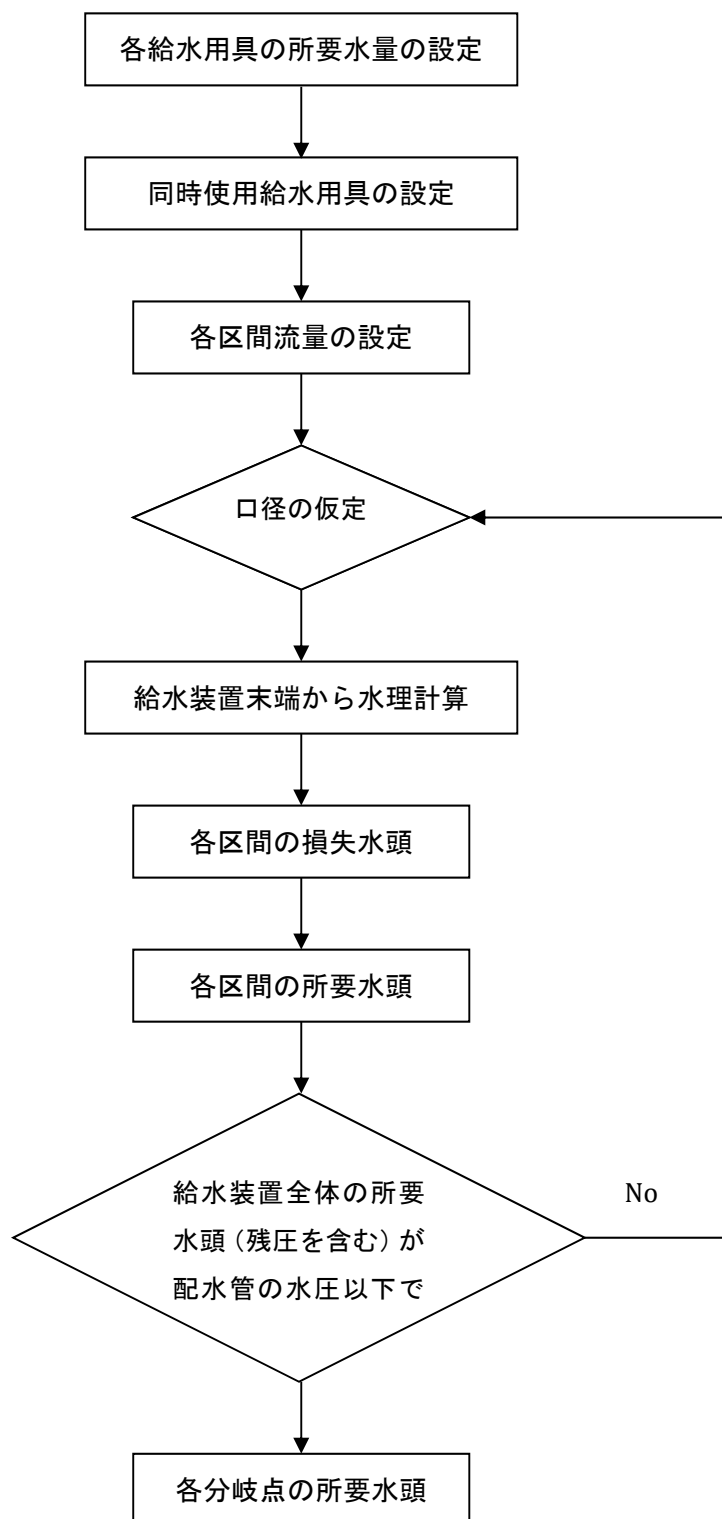 各給水用具の所要水量の設定
同時使用給水用具の設定
各区間流量の設定
口径の仮定
給水装置末端から水理計算
各区間の損失水頭
各区間の所要水頭
給水装置全体の所要
水頭（残圧を含む）が
配水管の水圧以下で
No
各分岐点の所要水頭